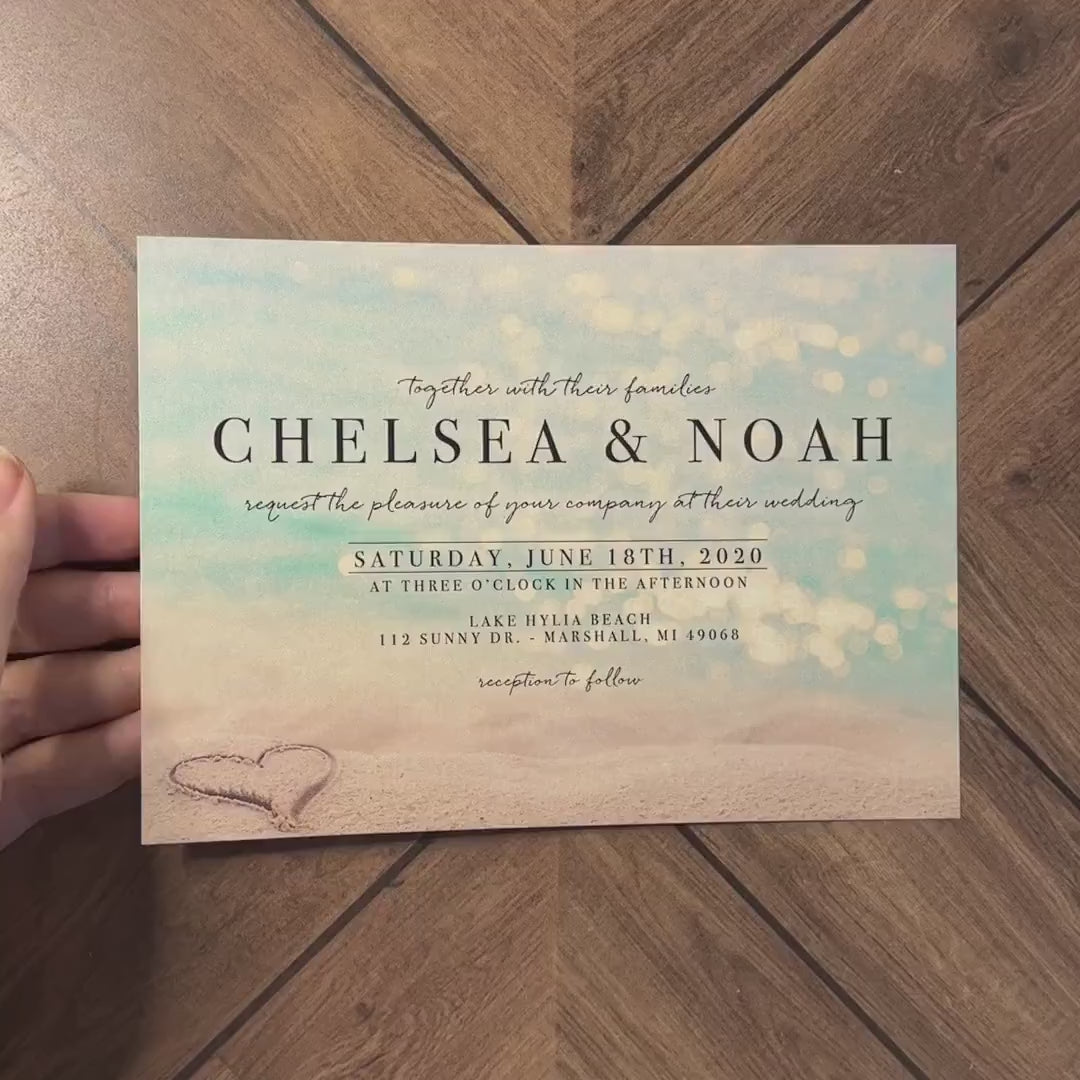 together with their families
CHELSEA & NOAH
request the pleasure of your company at their wedding
SATURDAY, JUNE 18TH, 2020
AT THREE O'CLOCK IN THE AFTERNOON
LAKE HYLIA BEACH
112 SUNNY DR. - MARSHALL, MI 49068
reception to follow